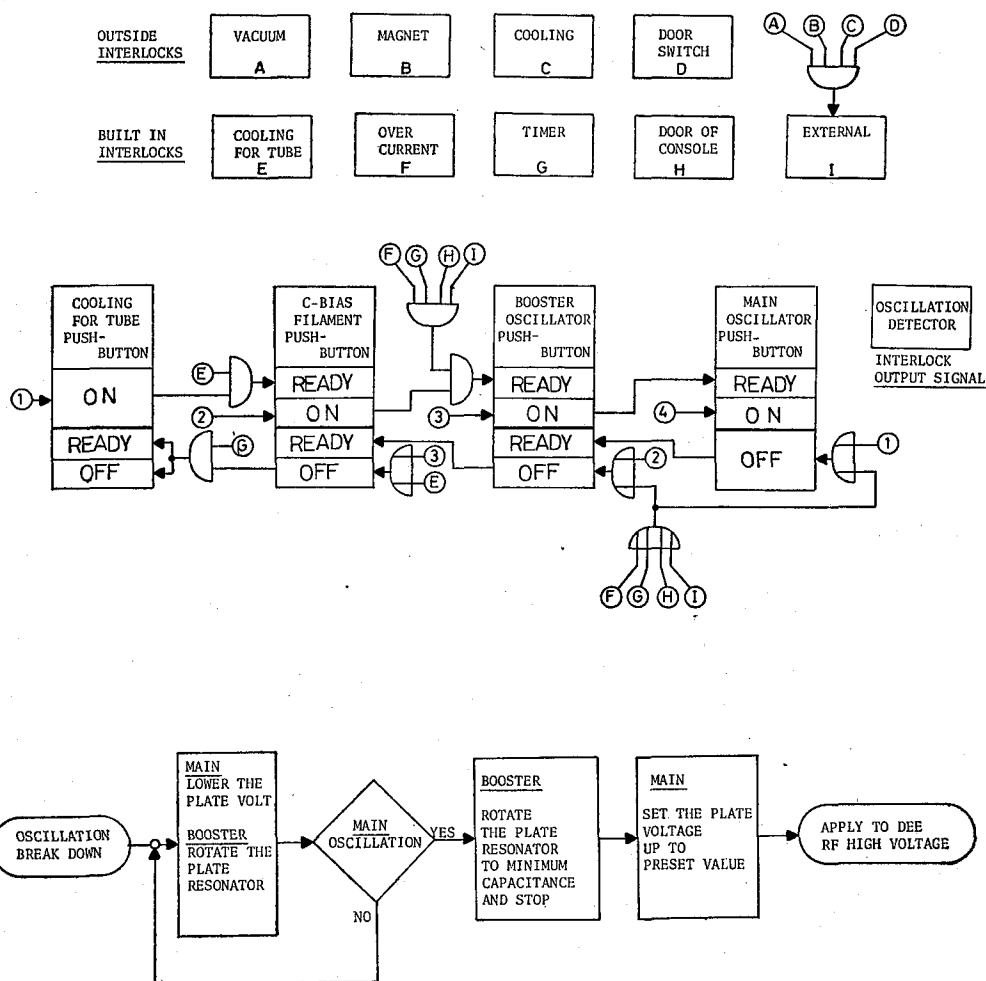 OUTSIDE
INTERLOCKS
VACUUM
A
MAGNET
B
COOLING
C
DOOR
SWITCH
D
A B C D
BUILT IN
INTERLOCKS
COOLING
FOR TUBE
E
OVER
CURRENT
F
TIMER
G
DOOR OF
CONSOLE
H
EXTERNAL
I
F G H I
COOLING
FOR TUBE
PUSH-
BUTTON
ON
READY
OFF
1
E
2
G
C-BIAS
FILAMENT
PUSH-
BUTTON
READY
ON
READY
OFF
3
3
E
BOOSTER
OSCILLATOR
PUSH-
BUTTON
READY
ON
READY
OFF
4
2
MAIN
OSCILLATOR
PUSH-
BUTTON
READY
ON
OFF
1
OSCILLATION
DETECTOR
INTERLOCK
OUTPUT SIGNAL
F G H I
OSCILLATION
BREAK DOWN
MAIN
LOWER THE
PLATE VOLT
BOOSTER
ROTATE THE
PLATE
RESONATOR
MAIN
OSCILLATION
YES
NO
BOOSTER
ROTATE
THE PLATE
RESONATOR
TO MINIMUM
CAPACITANCE
AND STOP
MAIN
SET THE PLATE
VOLTAGE
UP TO
PRESET VALUE
APPLY TO DEE
RF HIGH VOLTAGE